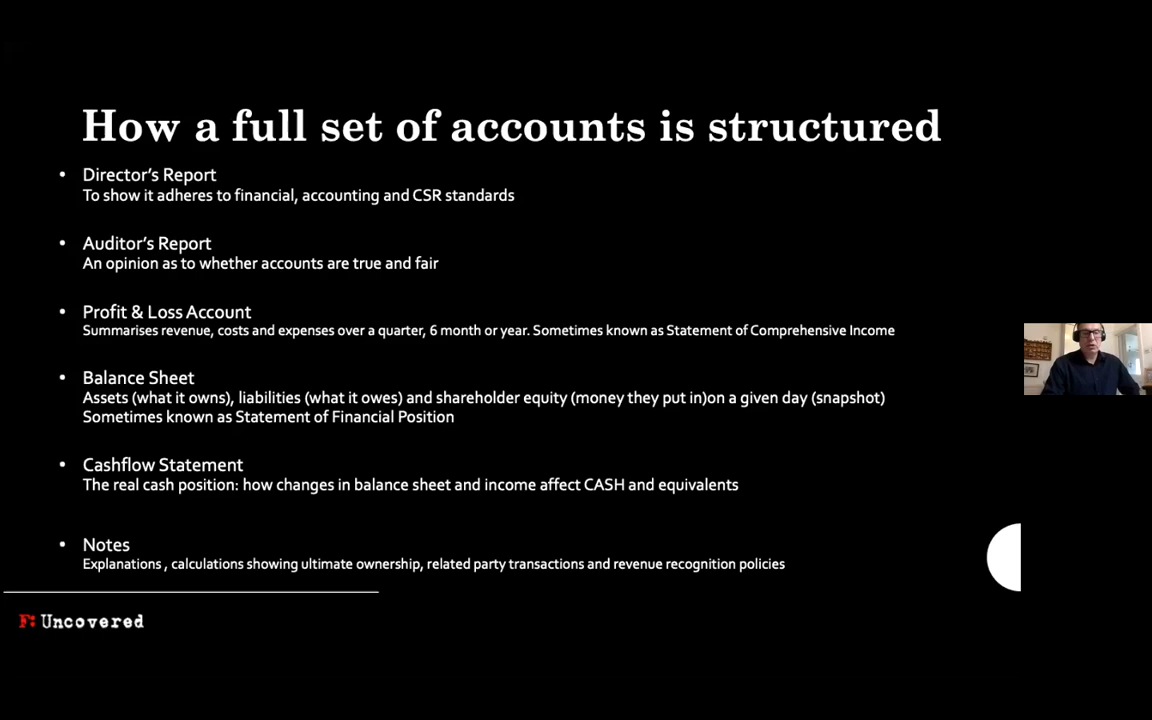 How a full set of accounts is structured
• Director's Report
To show it adheres to financial, accounting and CSR standards
• Auditor's Report
An opinion as to whether accounts are true and fair
• Profit & Loss Account
Summarises revenue, costs and expenses over a quarter, 6 month or year. Sometimes known as Statement of Comprehensive Income
• Balance Sheet
Assets (what it owns), liabilities (what it owes) and shareholder equity (money they put in)on a given day (snapshot)
Sometimes known as Statement of Financial Position
• Cashflow Statement
The real cash position: how changes in balance sheet and income affect CASH and equivalents
• Notes
Explanations , calculations showing ultimate ownership, related party transactions and revenue recognition policies
F: Uncovered